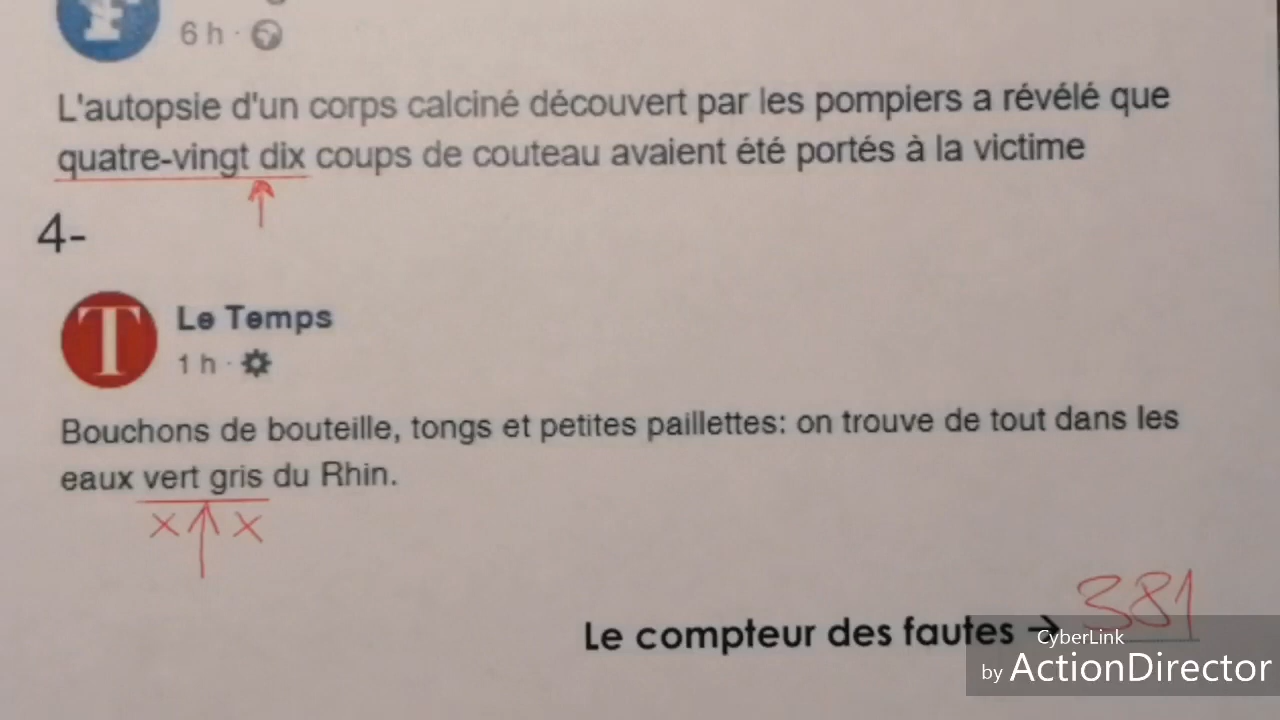 6 h ·
L'autopsie d'un corps calciné découvert par les pompiers a révélé que
quatre-vingt dix coups de couteau avaient été portés à la victime
4-
T
Le Temps
1 h ·
Bouchons de bouteille, tongs et petites paillettes: on trouve de tout dans les
eaux vert gris du Rhin.
x x
381
Le compteur des fautes →
CyberLink
by ActionDirector